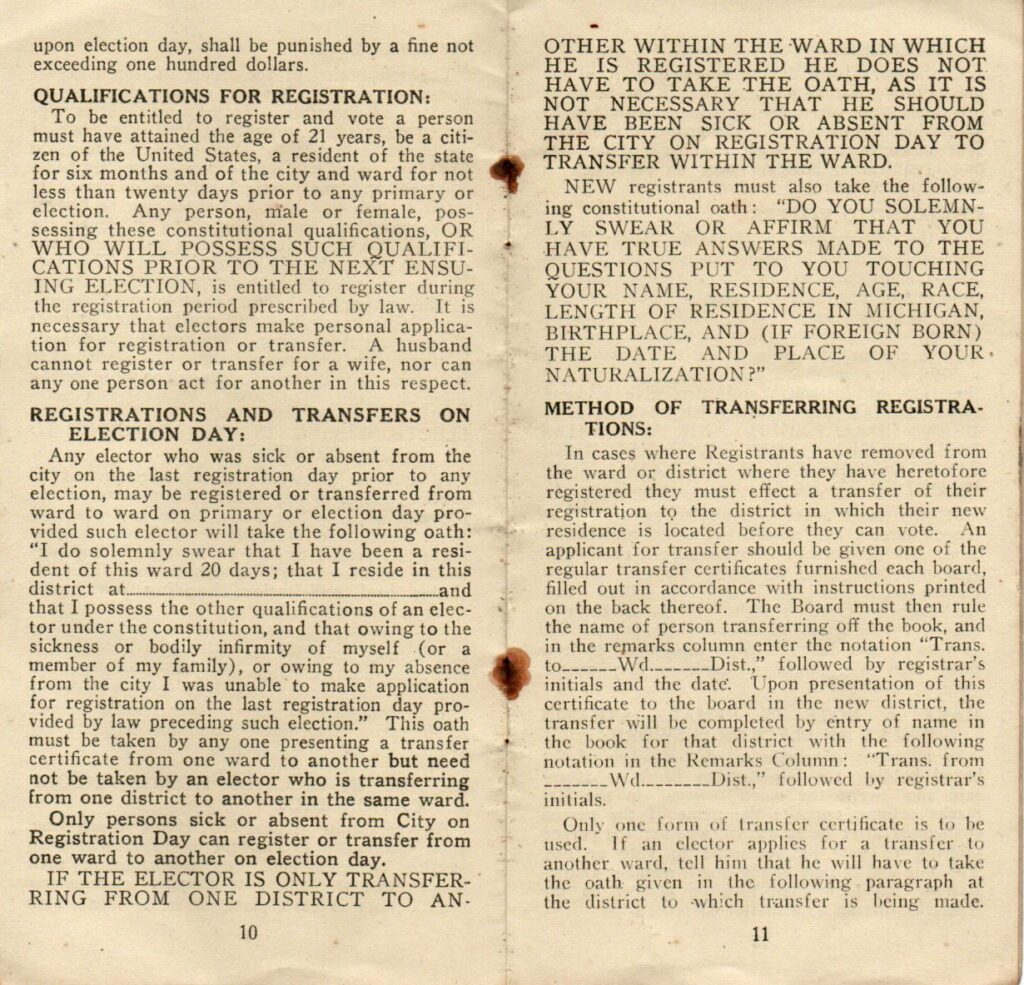 upon election day, shall be punished by a fine not
exceeding one hundred dollars.
QUALIFICATIONS FOR REGISTRATION:
To be entitled to register and vote a person
must have attained the age of 21 years, be a citi-
zen of the United States, a resident of the state
for six months and of the city and ward for not
less than twenty days prior to any primary or
election. Any person, male or female, pos-
sessing these constitutional qualifications, OR
WHO WILL POSSESS SUCH QUALIFI-
CATIONS PRIOR TO THE NEXT ENSU-
ING ELECTION, is entitled to register during
the registration period prescribed by law. It is
necessary that electors make personal applica-
tion for registration or transfer. A husband
cannot register or transfer for a wife, nor can
any one person act for another in this respect.
REGISTRATIONS AND TRANSFERS ON
ELECTION DAY:
Any elector who was sick or absent from the
city on the last registration day prior to any
election, may be registered or transferred from
ward to ward on primary or election day pro-
vided such elector will take the following oath:
"I do solemnly swear that I have been a resi-
dent of this ward 20 days; that I reside in this
district at..........and
that I possess the other qualifications of an elec-
tor under the constitution, and that owing to the
sickness or bodily infirmity of myself (or a
member of my family), or owing to my absence
from the city I was unable to make application
for registration on the last registration day pro-
vided by law preceding such election." This oath
must be taken by any one presenting a transfer
certificate from one ward to another but need
not be taken by an elector who is transferring
from one district to another in the same ward.
Only persons sick or absent from City on
Registration Day can register or transfer from
one ward to another on election day.
IF THE ELECTOR IS ONLY TRANSFER-
RING FROM ONE DISTRICT TO AN-
10
OTHER WITHIN THE WARD IN WHICH
HE IS REGISTERED HE DOES NOT
HAVE TO TAKE THE OATH, AS IT IS
NOT NECESSARY THAT HE SHOULD
HAVE BEEN SICK OR ABSENT FROM
THE CITY ON REGISTRATION DAY TO
TRANSFER WITHIN THE WARD.
NEW registrants must also take the follow-
ing constitutional oath: "DO YOU SOLEMN-
LY SWEAR OR AFFIRM THAT YOU
HAVE TRUE ANSWERS MADE TO THE
QUESTIONS PUT TO YOU TOUCHING
YOUR NAME, RESIDENCE, AGE, RACE,
LENGTH OF RESIDENCE IN MICHIGAN,
BIRTHPLACE, AND (IF FOREIGN BORN)
THE DATE AND PLACE OF YOUR
NATURALIZATION?"
METHOD OF TRANSFERRING REGISTRA-
TIONS:
In cases where Registrants have removed from
the ward or district where they have heretofore
registered they must effect a transfer of their
registration to the district in which their new
residence is located before they can vote. An
applicant for transfer should be given one of the
regular transfer certificates furnished each board,
filled out in accordance with instructions printed
on the back thereof. The Board must then rule
the name of person transferring off the book, and
in the remarks column enter the notation "Trans.
to______Wd.______Dist.," followed by registrar's
initials and the date. Upon presentation of this
certificate to the board in the new district, the
transfer will be completed by entry of name in
the book for that district with the following
notation in the Remarks Column: "Trans. from
______Wd.______Dist.," followed by registrar's
initials.
Only one form of transfer certificate is to be
used. If an elector applies for a transfer to
another ward, tell him that he will have to take
the oath given in the following paragraph at
the district to which transfer is being made.
11